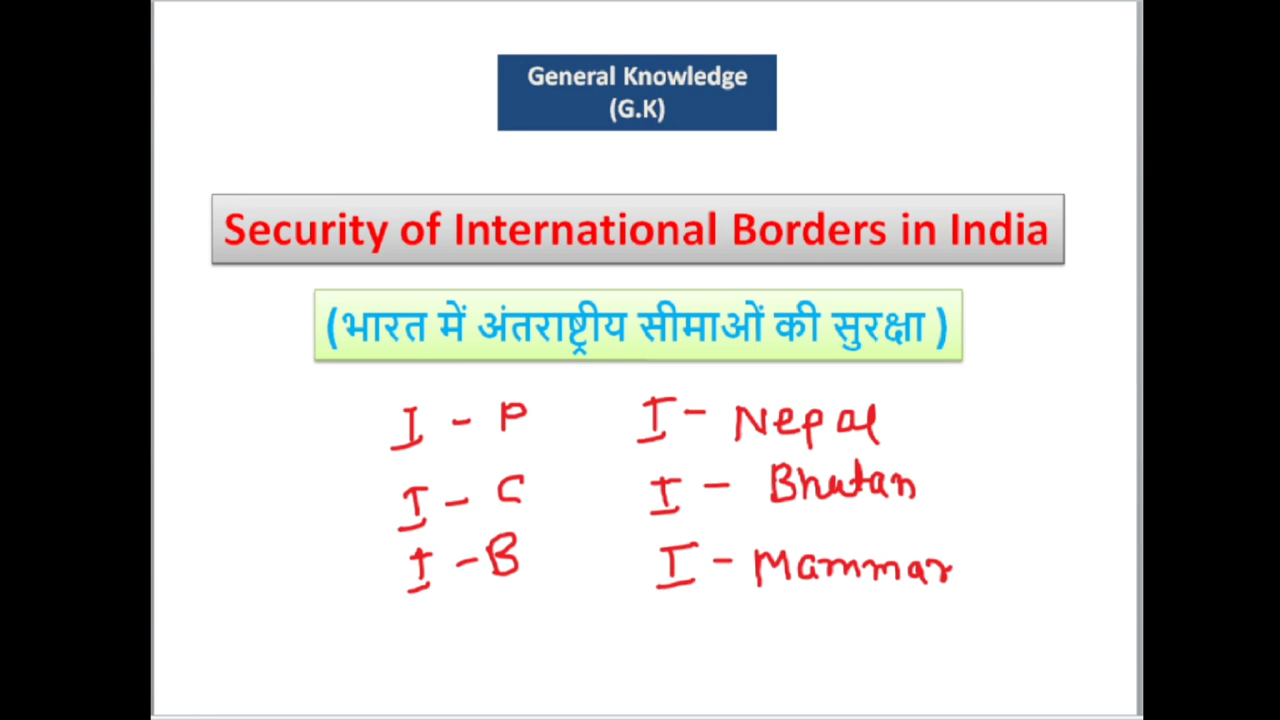 General Knowledge
(G.K)
Security of International Borders in India
(भारत में अंतराष्ट्रीय सीमाओं की सुरक्षा )
I - P I - Nepal
I - C I - Bhutan
I - B I - Mammar